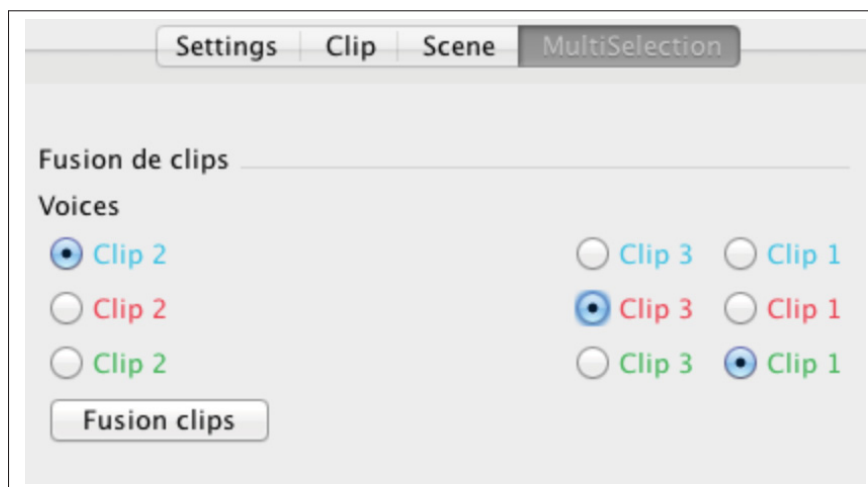 Settings Clip Scene MultiSelection
Fusion de clips
Voices
Clip 2 Clip 3 Clip 1
Clip 2 Clip 3 Clip 1
Clip 2 Clip 3 Clip 1
Fusion clips